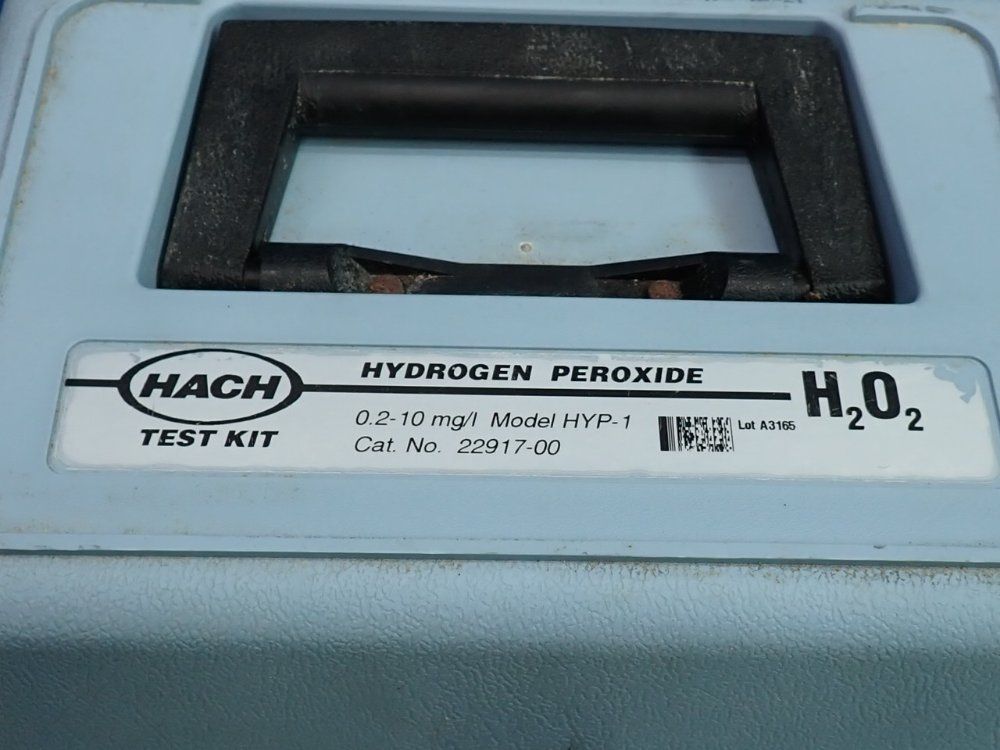 HACH
TEST KIT
HYDROGEN PEROXIDE
0.2-10 mg/l Model HYP-1
Cat. No. 22917-00
Lot A3165
H₂O₂